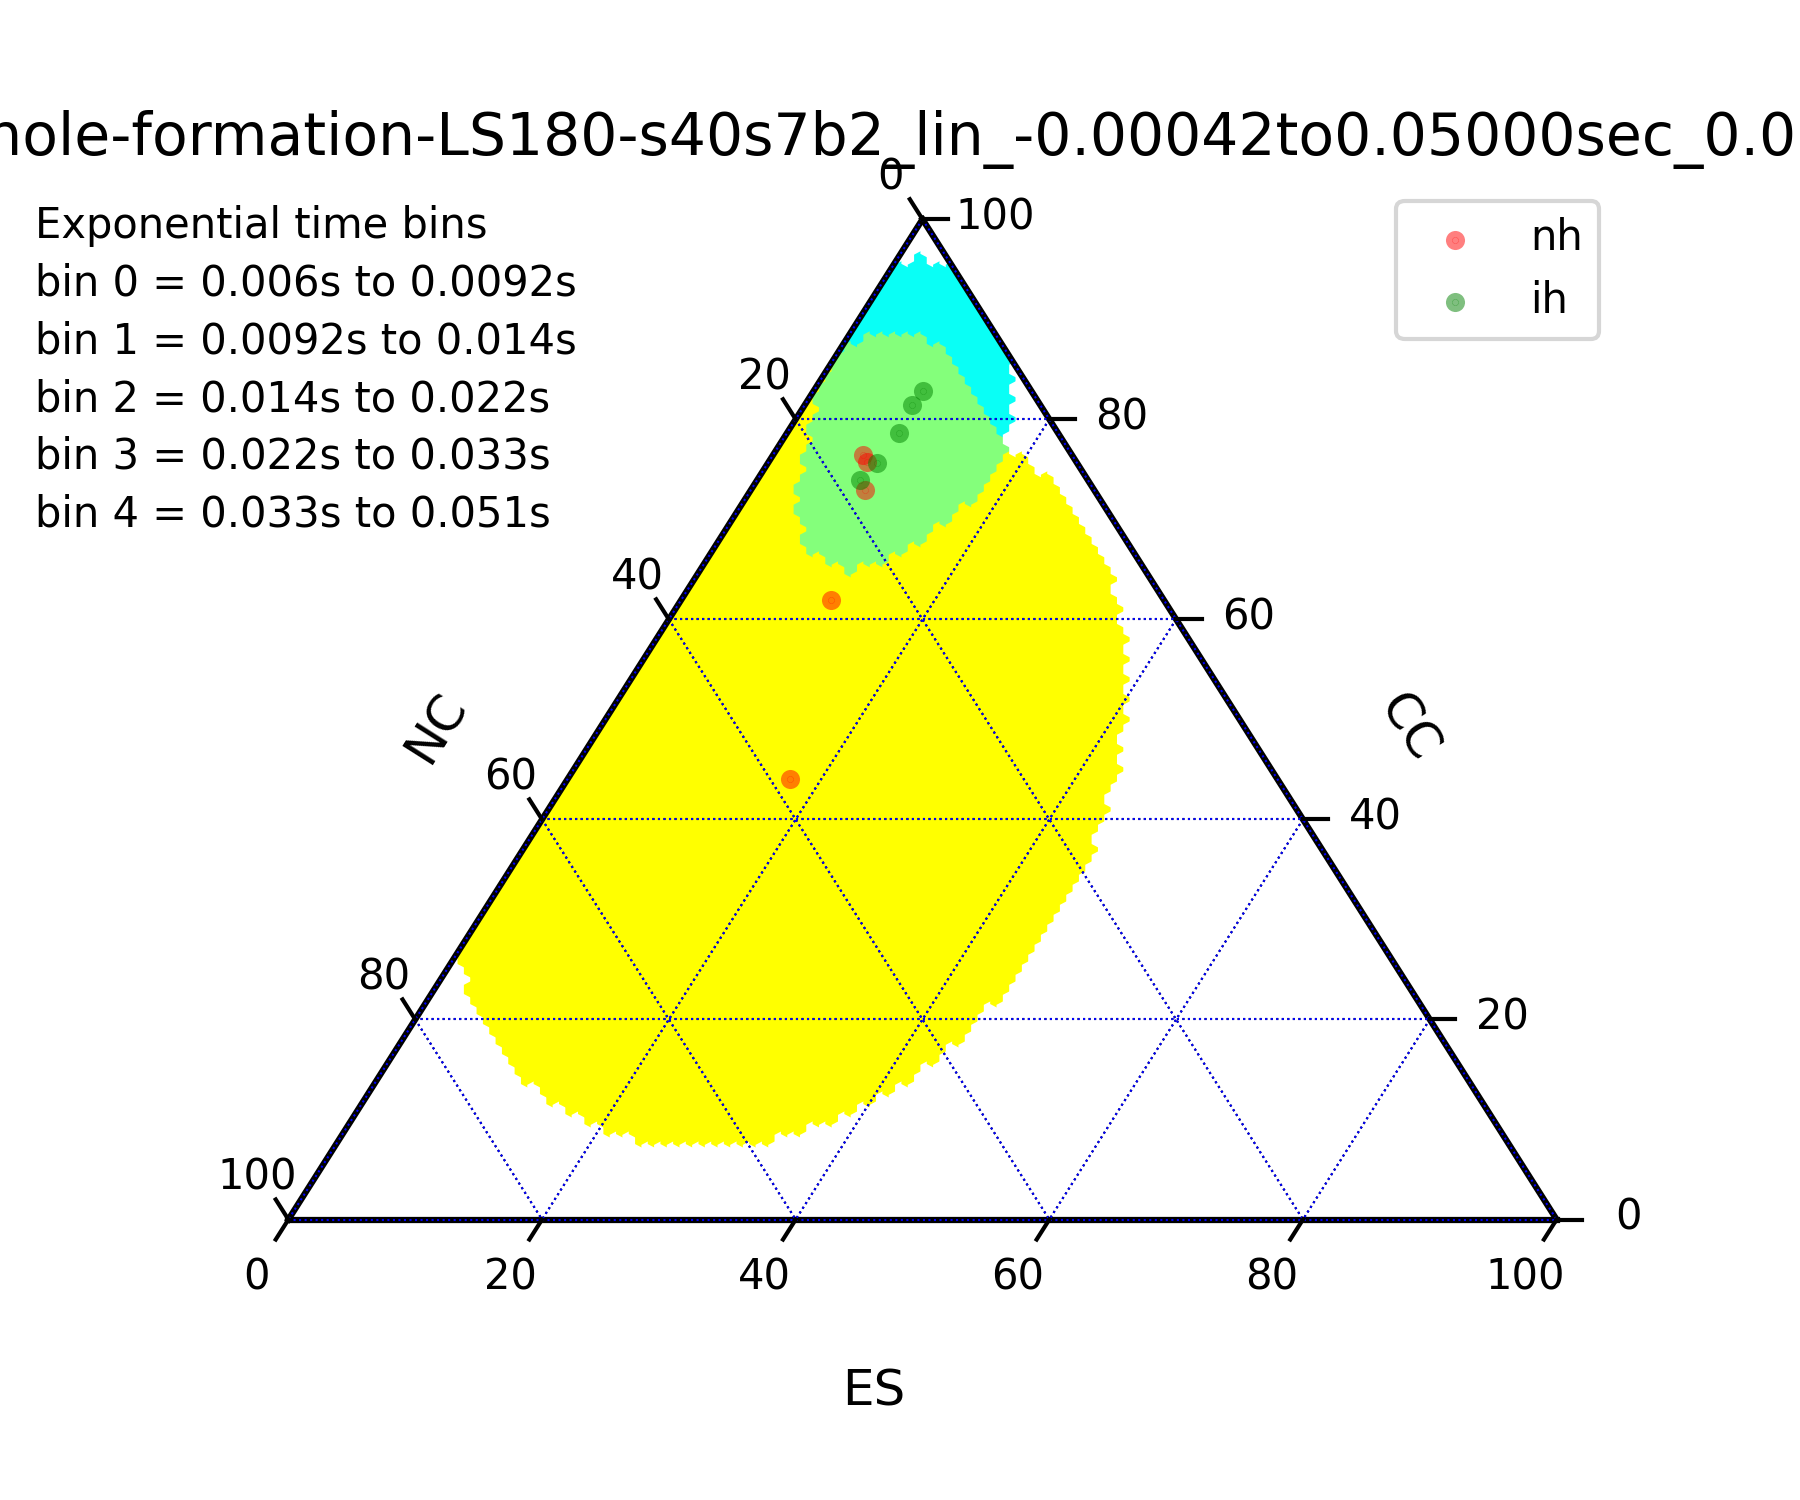 hole-formation-LS180-s40s7b2_lin_-0.00042to0.05000sec_0.0
Exponential time bins
bin 0 = 0.006s to 0.0092s
bin 1 = 0.0092s to 0.014s
bin 2 = 0.014s to 0.022s
bin 3 = 0.022s to 0.033s
bin 4 = 0.033s to 0.051s
nh
ih
0
100
20
80
40
60
NC
CC
60
40
80
20
100
0
0
20
40
60
80
100
ES